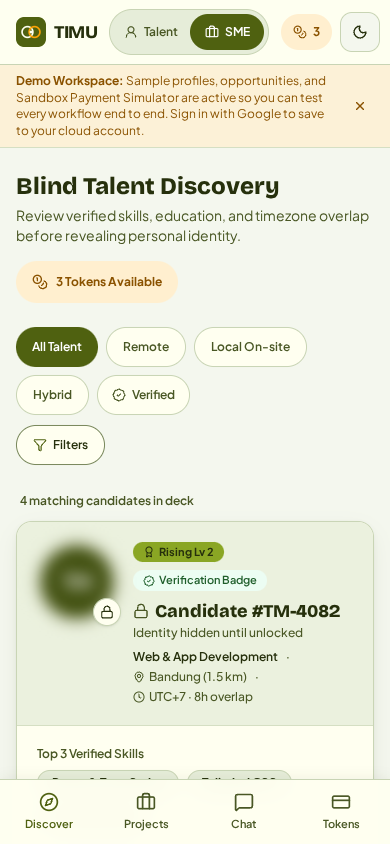 TIMU
Talent
SME
3
Demo Workspace: Sample profiles, opportunities, and
Sandbox Payment Simulator are active so you can test
every workflow end to end. Sign in with Google to save
to your cloud account.
Blind Talent Discovery
Review verified skills, education, and timezone overlap
before revealing personal identity.
3 Tokens Available
All Talent
Remote
Local On-site
Hybrid
Verified
Filters
4 matching candidates in deck
Rising Lv 2
Verification Badge
Candidate #TM-4082
Identity hidden until unlocked
Web & App Development ·
Bandung (1.5 km) ·
UTC+7 · 8h overlap
Top 3 Verified Skills
Discover
Projects
Chat
Tokens